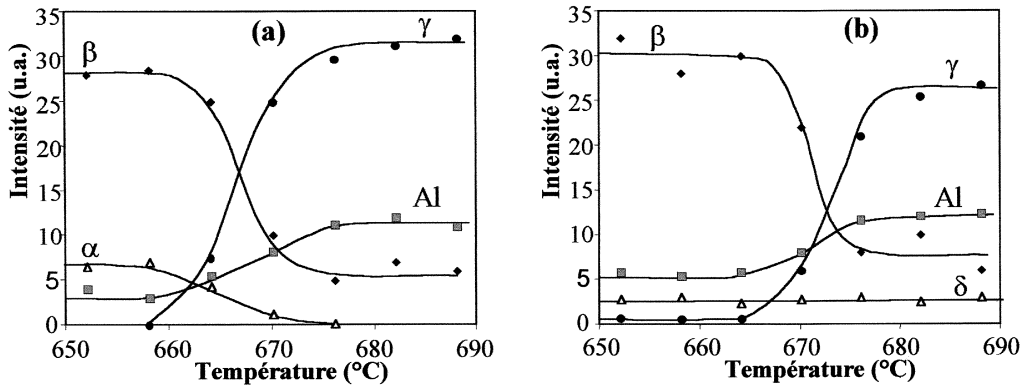 35
30
25
20
15
10
5
0
Intensité (u.a.)
(a)
β
γ
Al
α
650
660
670
680
690
Température (°C)
35
30
25
20
15
10
5
0
Intensité (u.a.)
(b)
β
γ
Al
δ
650
660
670
680
690
Température (°C)